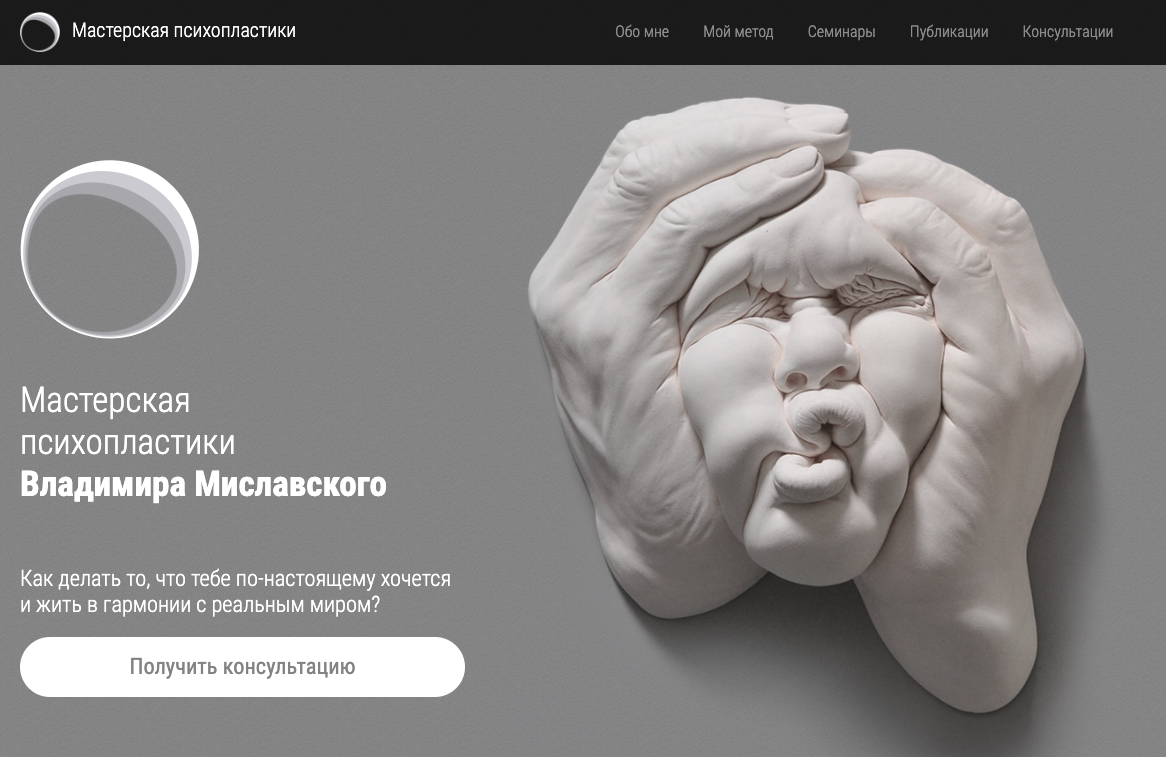 Мастерская психопластики
Обо мне
Мой метод
Семинары
Публикации
Консультации
Мастерская
психопластики
Владимира Миславского
Как делать то, что тебе по-настоящему хочется
и жить в гармонии с реальным миром?
Получить консультацию